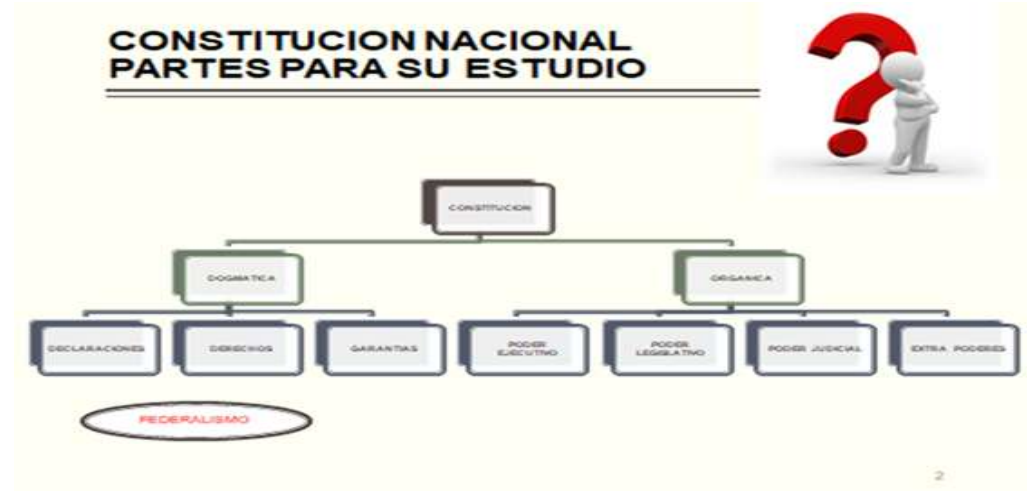 CONSTITUCION NACIONAL
PARTES PARA SU ESTUDIO
CONSTITUCION
DOGMATICA
ORGANICA
DECLARACIONES
DERECHOS
GARANTIAS
PODER
EJECUTIVO
PODER
LEGISLATIVO
PODER JUDICIAL
EXTRA PODERES
FEDERALISMO
2